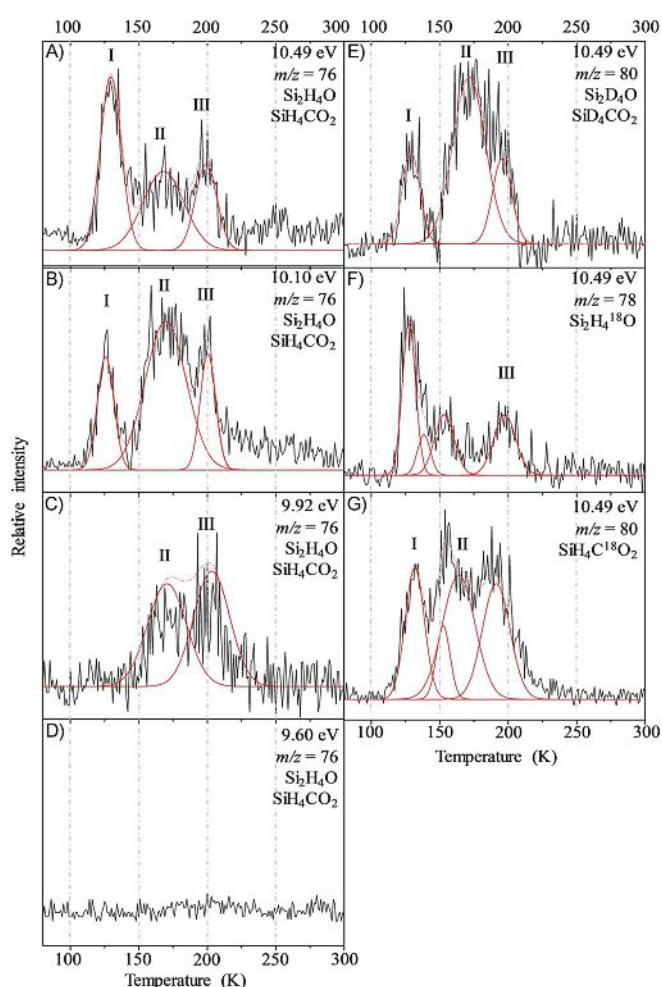 100 150 200 250
100 150 200 250 300
A)
I
II
III
10.49 eV
m/z = 76
Si₂H₄O
SiH₄CO₂
B)
I
II
III
10.10 eV
m/z = 76
Si₂H₄O
SiH₄CO₂
C)
II
III
9.92 eV
m/z = 76
Si₂H₄O
SiH₄CO₂
D)
9.60 eV
m/z = 76
Si₂H₄O
SiH₄CO₂
100 150 200 250 300
Temperature (K)
Relative intensity
E)
I
II
III
10.49 eV
m/z = 80
Si₂D₄O
SiD₄CO₂
F)
III
10.49 eV
m/z = 78
Si₂H₄¹⁸O
G)
I
II
10.49 eV
m/z = 80
SiH₄C¹⁸O₂
100 150 200 250 300
Temperature (K)